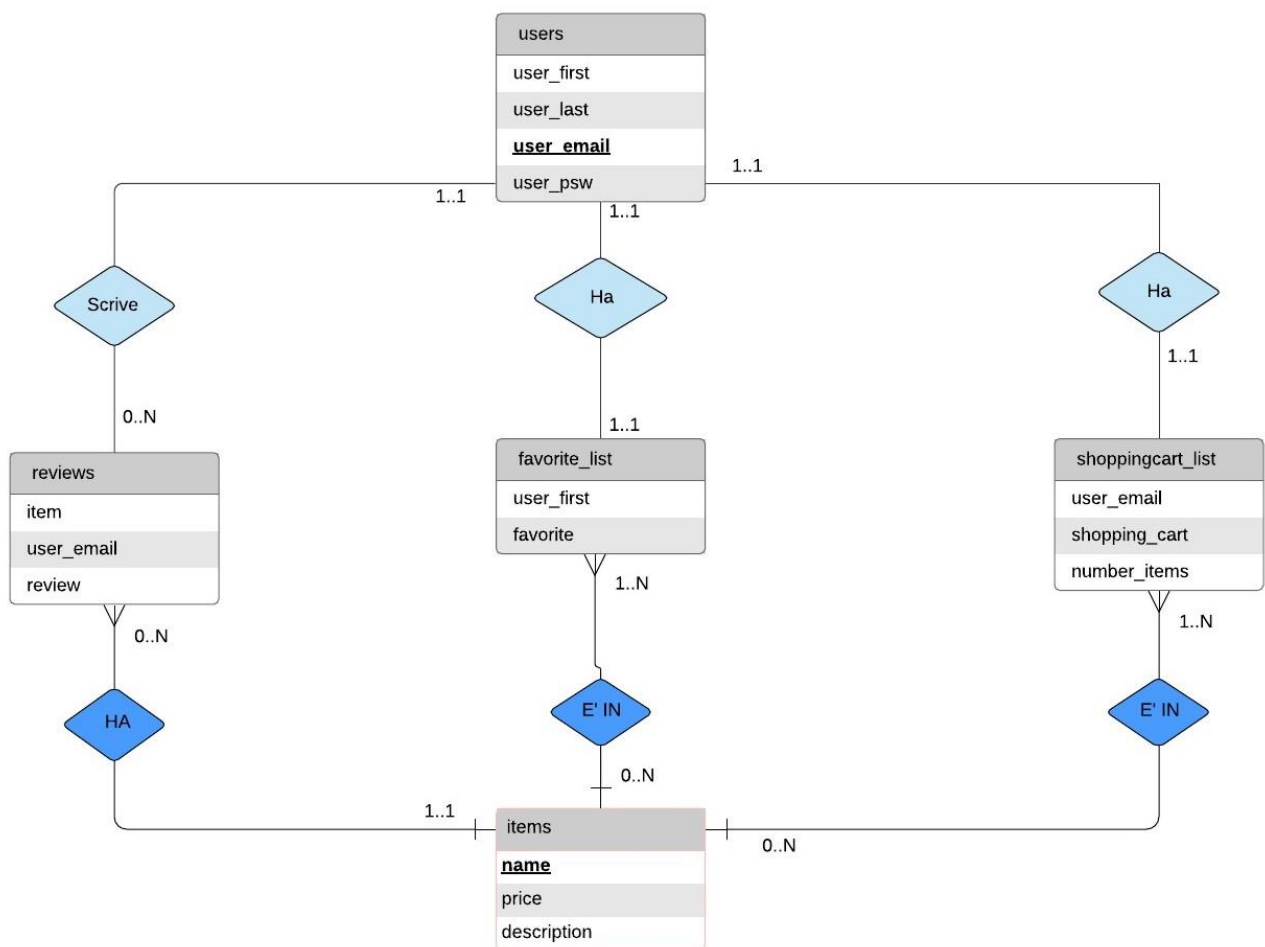 users
user_first
user_last
user_email
user_psw
1..1
1..1
1..1
Scrive
Ha
Ha
0..N
1..1
1..1
reviews
item
user_email
review
favorite_list
user_first
favorite
shoppingcart_list
user_email
shopping_cart
number_items
0..N
1..N
1..N
HA
E' IN
E' IN
1..1
0..N
0..N
items
name
price
description